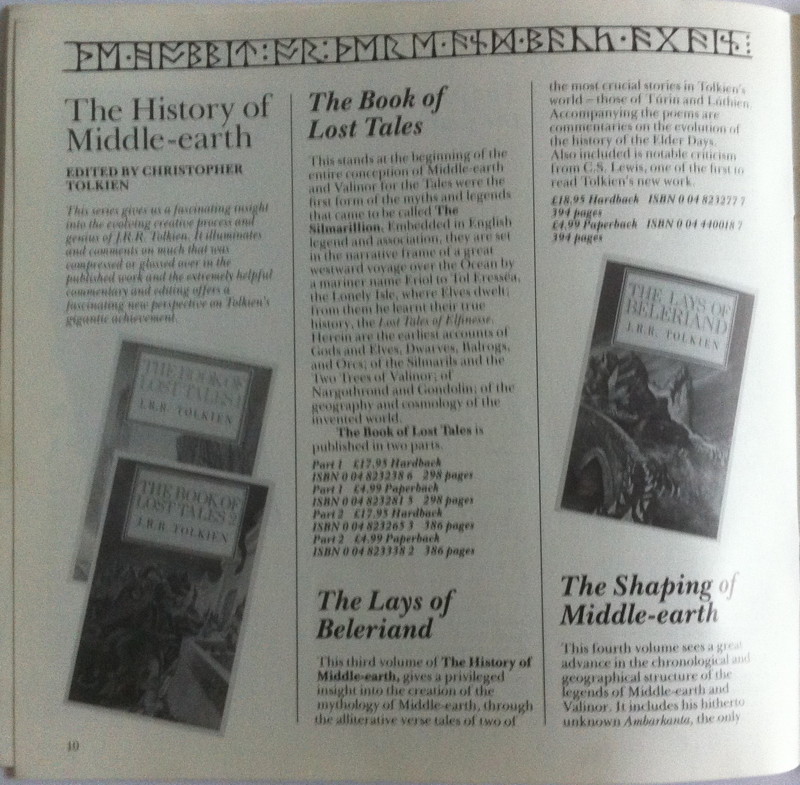 ᚦᛖ·ᚻᚩᛒᛒᛁᛏ:ᚩᚱ:ᚦᛖᚱᛖ·ᚪᚾᛞ·ᛒᚪᚳᚳ·ᚪᚷᚪᛁᚾ:
The History of
Middle-earth
EDITED BY CHRISTOPHER
TOLKIEN
This series gives us a fascinating insight
into the evolving creative process and
genius of J.R.R. Tolkien. It illuminates
and comments on much that was
compressed or glossed over in the
published work and the extremely helpful
commentary and editing offers a
fascinating new perspective on Tolkien's
gigantic achievement.
THE BOOK OF
LOST TALES 1
J.R.R. TOLKIEN
THE BOOK OF
LOST TALES 2
J.R.R. TOLKIEN
10
The Book of
Lost Tales
This stands at the beginning of the
entire conception of Middle-earth
and Valinor for the Tales were the
first form of the myths and legends
that came to be called The
Silmarillion. Embedded in English
legend and association, they are set
in the narrative frame of a great
westward voyage over the Ocean by
a mariner name Eriol to Tol Eresséa,
the Lonely Isle, where Elves dwelt;
from them he learnt their true
history, the Lost Tales of Elfinesse.
Herein are the earliest accounts of
Gods and Elves, Dwarves, Balrogs,
and Orcs; of the Silmarils and the
Two Trees of Valinor; of
Nargothrond and Gondolin; of the
geography and cosmology of the
invented world.
The Book of Lost Tales is
published in two parts.
Part 1 £17.95 Hardback
ISBN 0 04 823238 6 298 pages
Part 1 £4.99 Paperback
ISBN 0 04 823281 5 298 pages
Part 2 £17.95 Hardback
ISBN 0 04 823265 3 386 pages
Part 2 £4.99 Paperback
ISBN 0 04 823338 2 386 pages
The Lays of
Beleriand
This third volume of The History of
Middle-earth, gives a privileged
insight into the creation of the
mythology of Middle-earth, through
the alliterative verse tales of two of
the most crucial stories in Tolkien's
world – those of Túrin and Lúthien.
Accompanying the poems are
commentaries on the evolution of
the history of the Elder Days.
Also included is notable criticism
from C.S. Lewis, one of the first to
read Tolkien's new work.
£18.95 Hardback ISBN 0 04 823277 7
394 pages
£4.99 Paperback ISBN 0 04 440018 7
394 pages
THE LAYS OF
BELERIAND
J.R.R. TOLKIEN
The Shaping of
Middle-earth
This fourth volume sees a great
advance in the chronological and
geographical structure of the
legends of Middle-earth and
Valinor. It includes his hitherto
unknown Ambarkanta, the only